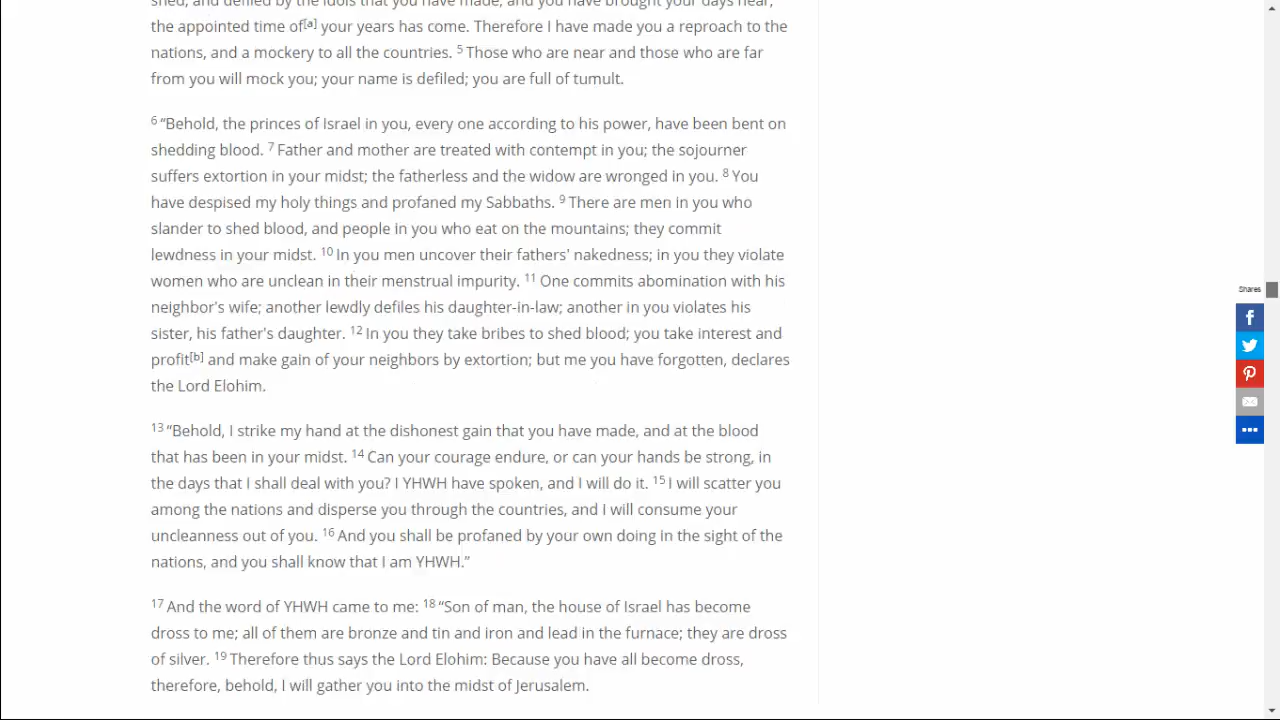 shed, and defiled by the idols that you have made, and you have brought your days near,
the appointed time of[a] your years has come. Therefore I have made you a reproach to the
nations, and a mockery to all the countries. 5 Those who are near and those who are far
from you will mock you; your name is defiled; you are full of tumult.
6 “Behold, the princes of Israel in you, every one according to his power, have been bent on
shedding blood. 7 Father and mother are treated with contempt in you; the sojourner
suffers extortion in your midst; the fatherless and the widow are wronged in you. 8 You
have despised my holy things and profaned my Sabbaths. 9 There are men in you who
slander to shed blood, and people in you who eat on the mountains; they commit
lewdness in your midst. 10 In you men uncover their fathers' nakedness; in you they violate
women who are unclean in their menstrual impurity. 11 One commits abomination with his
neighbor's wife; another lewdly defiles his daughter-in-law; another in you violates his
sister, his father's daughter. 12 In you they take bribes to shed blood; you take interest and
profit[b] and make gain of your neighbors by extortion; but me you have forgotten, declares
the Lord Elohim.
13 “Behold, I strike my hand at the dishonest gain that you have made, and at the blood
that has been in your midst. 14 Can your courage endure, or can your hands be strong, in
the days that I shall deal with you? I YHWH have spoken, and I will do it. 15 I will scatter you
among the nations and disperse you through the countries, and I will consume your
uncleanness out of you. 16 And you shall be profaned by your own doing in the sight of the
nations, and you shall know that I am YHWH.”
17 And the word of YHWH came to me: 18 “Son of man, the house of Israel has become
dross to me; all of them are bronze and tin and iron and lead in the furnace; they are dross
of silver. 19 Therefore thus says the Lord Elohim: Because you have all become dross,
therefore, behold, I will gather you into the midst of Jerusalem.
Shares